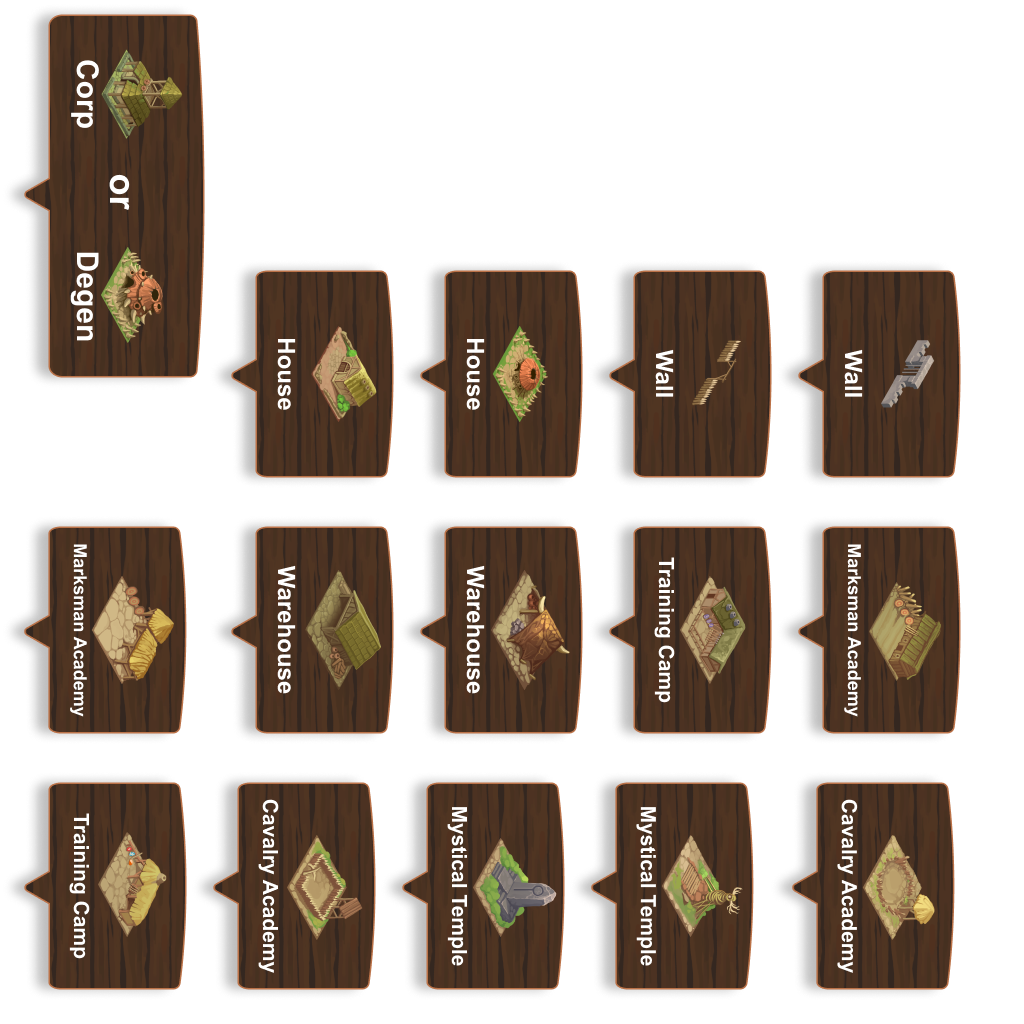 Wall
Marksman Academy
Cavalry Academy
Wall
Training Camp
Mystical Temple
House
Warehouse
Mystical Temple
House
Warehouse
Cavalry Academy
Corp or Degen
Marksman Academy
Training Camp